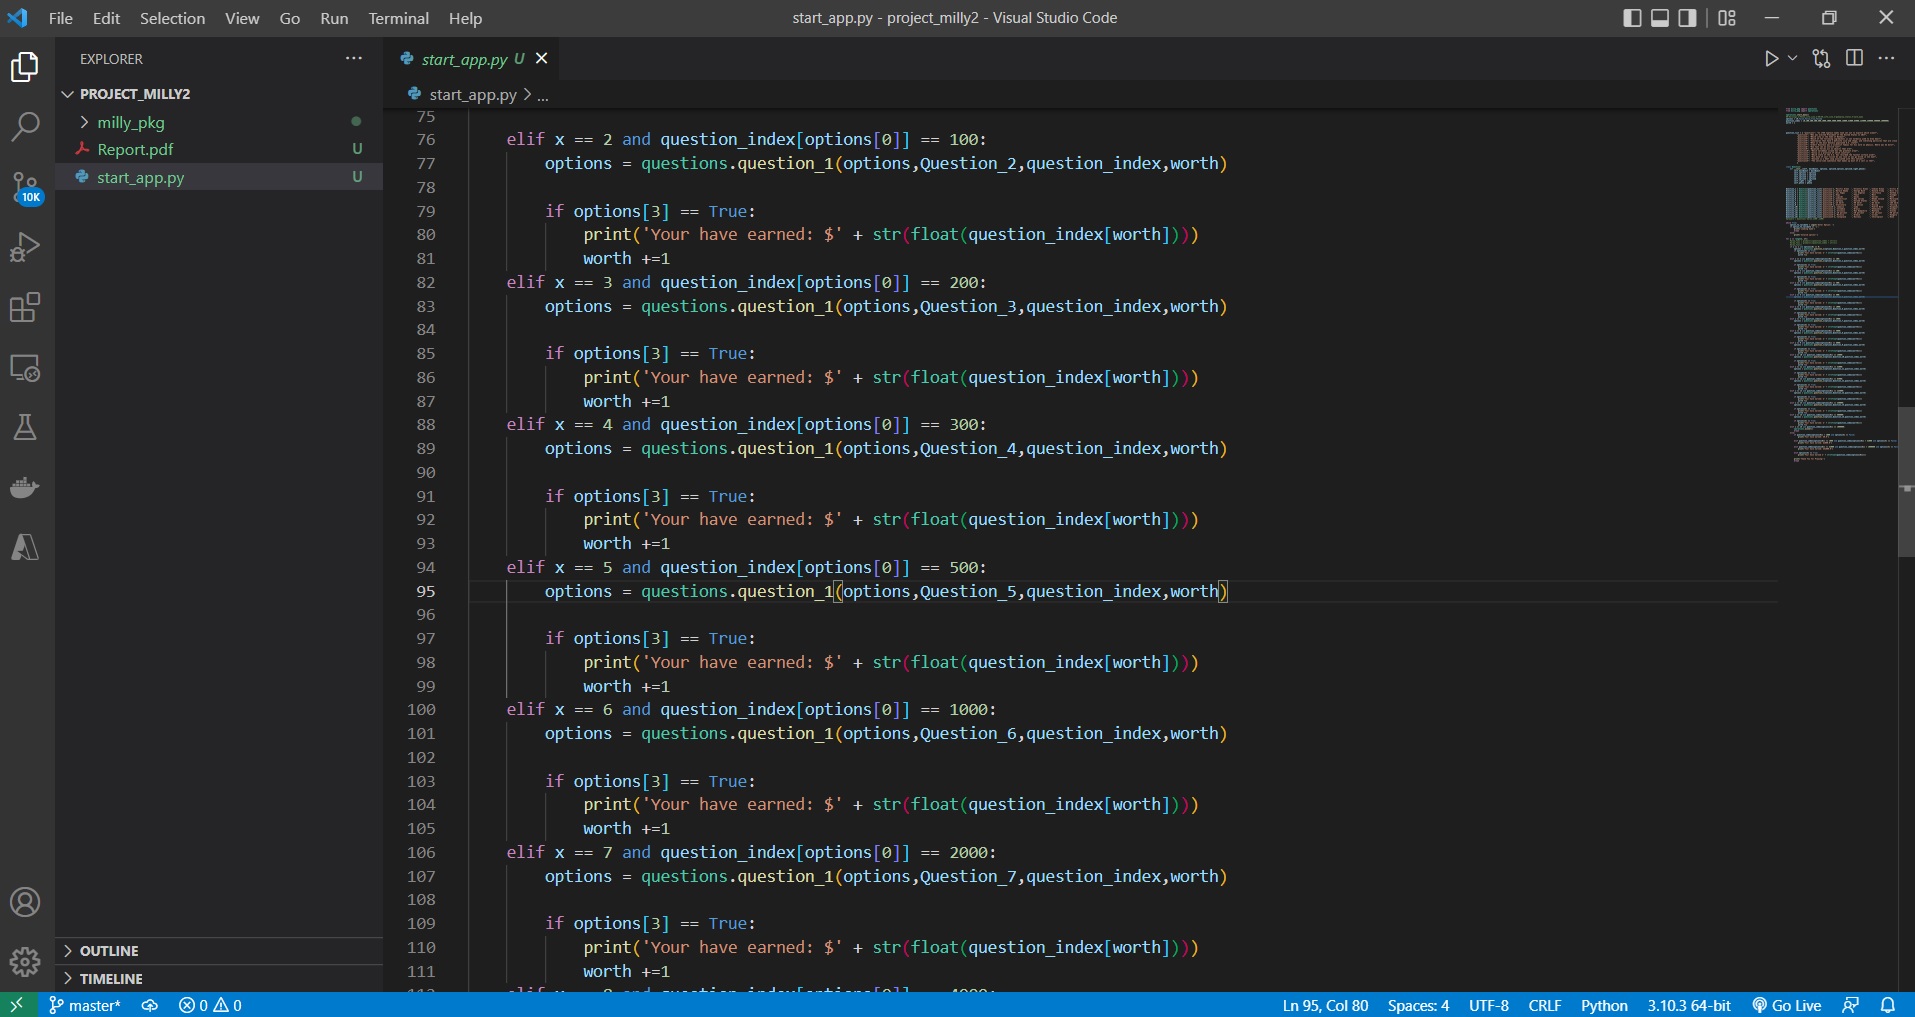 File Edit Selection View Go Run Terminal Help
start_app.py - project_milly2 - Visual Studio Code
EXPLORER
PROJECT_MILLY2
milly_pkg
Report.pdf U
start_app.py U
10K
OUTLINE
TIMELINE
start_app.py U
start_app.py > ...
75
76 elif x == 2 and question_index[options[0]] == 100:
77 options = questions.question_1(options,Question_2,question_index,worth)
78
79 if options[3] == True:
80 print('Your have earned: $' + str(float(question_index[worth])))
81 worth +=1
82 elif x == 3 and question_index[options[0]] == 200:
83 options = questions.question_1(options,Question_3,question_index,worth)
84
85 if options[3] == True:
86 print('Your have earned: $' + str(float(question_index[worth])))
87 worth +=1
88 elif x == 4 and question_index[options[0]] == 300:
89 options = questions.question_1(options,Question_4,question_index,worth)
90
91 if options[3] == True:
92 print('Your have earned: $' + str(float(question_index[worth])))
93 worth +=1
94 elif x == 5 and question_index[options[0]] == 500:
95 options = questions.question_1(options,Question_5,question_index,worth)
96
97 if options[3] == True:
98 print('Your have earned: $' + str(float(question_index[worth])))
99 worth +=1
100 elif x == 6 and question_index[options[0]] == 1000:
101 options = questions.question_1(options,Question_6,question_index,worth)
102
103 if options[3] == True:
104 print('Your have earned: $' + str(float(question_index[worth])))
105 worth +=1
106 elif x == 7 and question_index[options[0]] == 2000:
107 options = questions.question_1(options,Question_7,question_index,worth)
108
109 if options[3] == True:
110 print('Your have earned: $' + str(float(question_index[worth])))
111 worth +=1
master* 0 0 Ln 95, Col 80 Spaces: 4 UTF-8 CRLF Python 3.10.3 64-bit Go Live